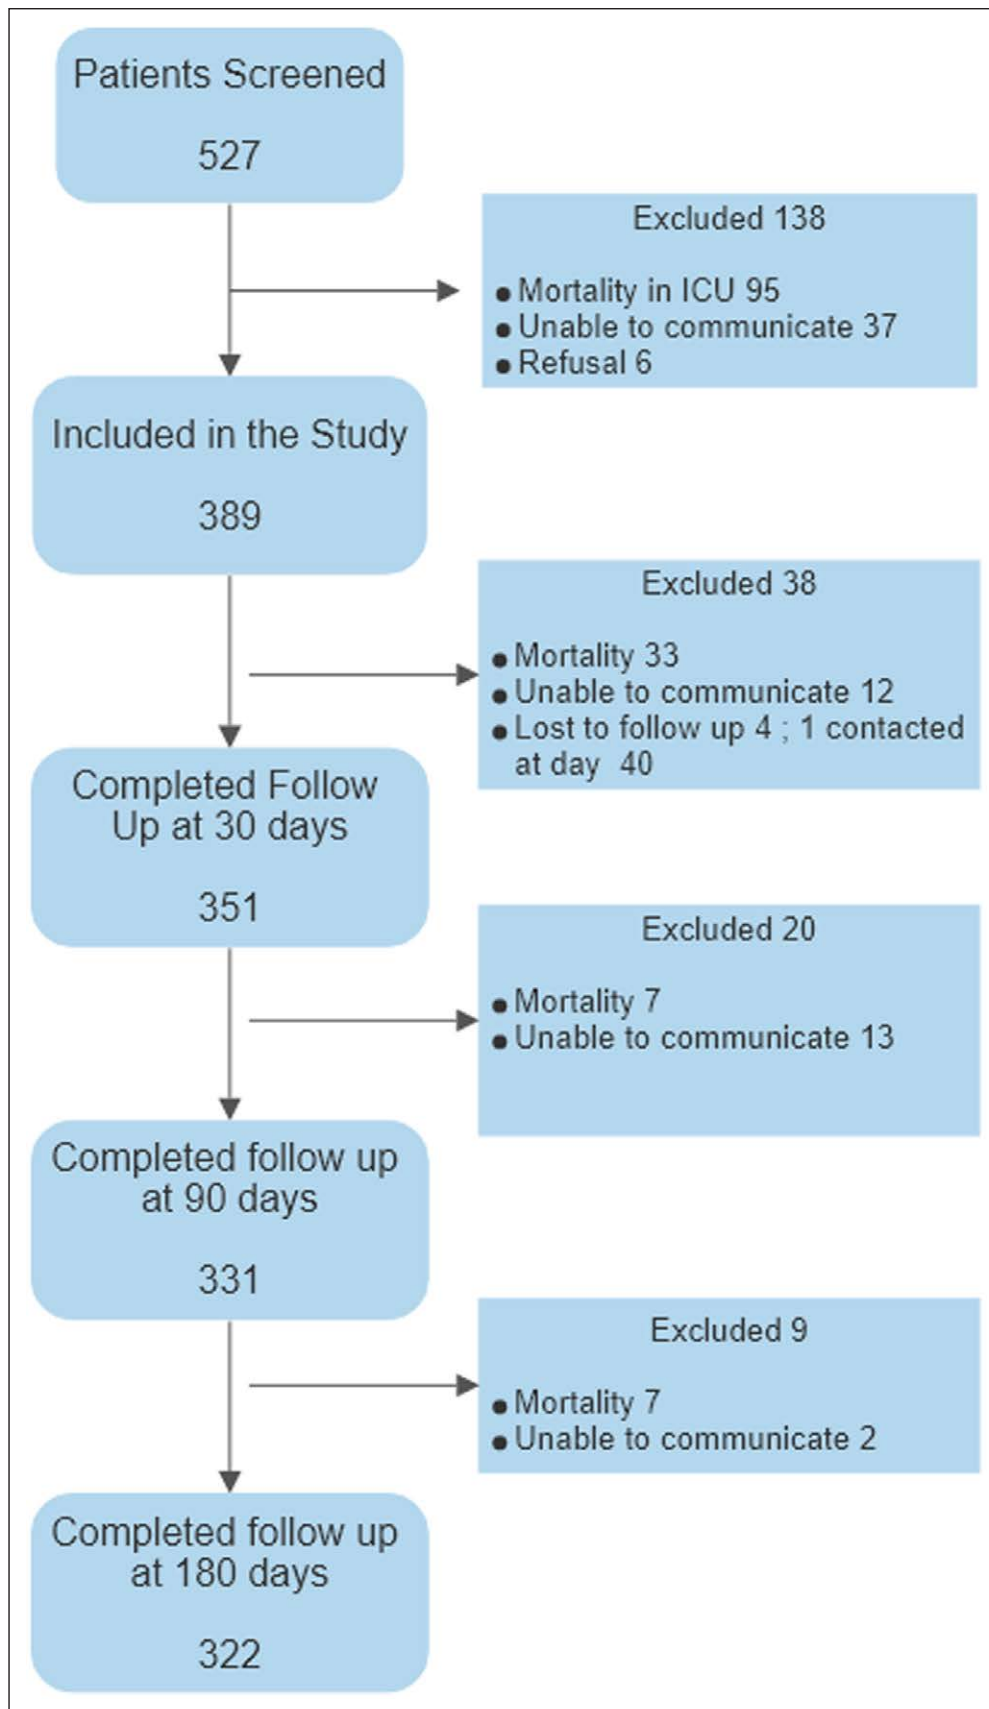 Patients Screened
527
Excluded 138
● Mortality in ICU 95
● Unable to communicate 37
● Refusal 6
Included in the Study
389
Excluded 38
● Mortality 33
● Unable to communicate 12
● Lost to follow up 4 ; 1 contacted
at day 40
Completed Follow
Up at 30 days
351
Excluded 20
● Mortality 7
● Unable to communicate 13
Completed follow up
at 90 days
331
Excluded 9
● Mortality 7
● Unable to communicate 2
Completed follow up
at 180 days
322